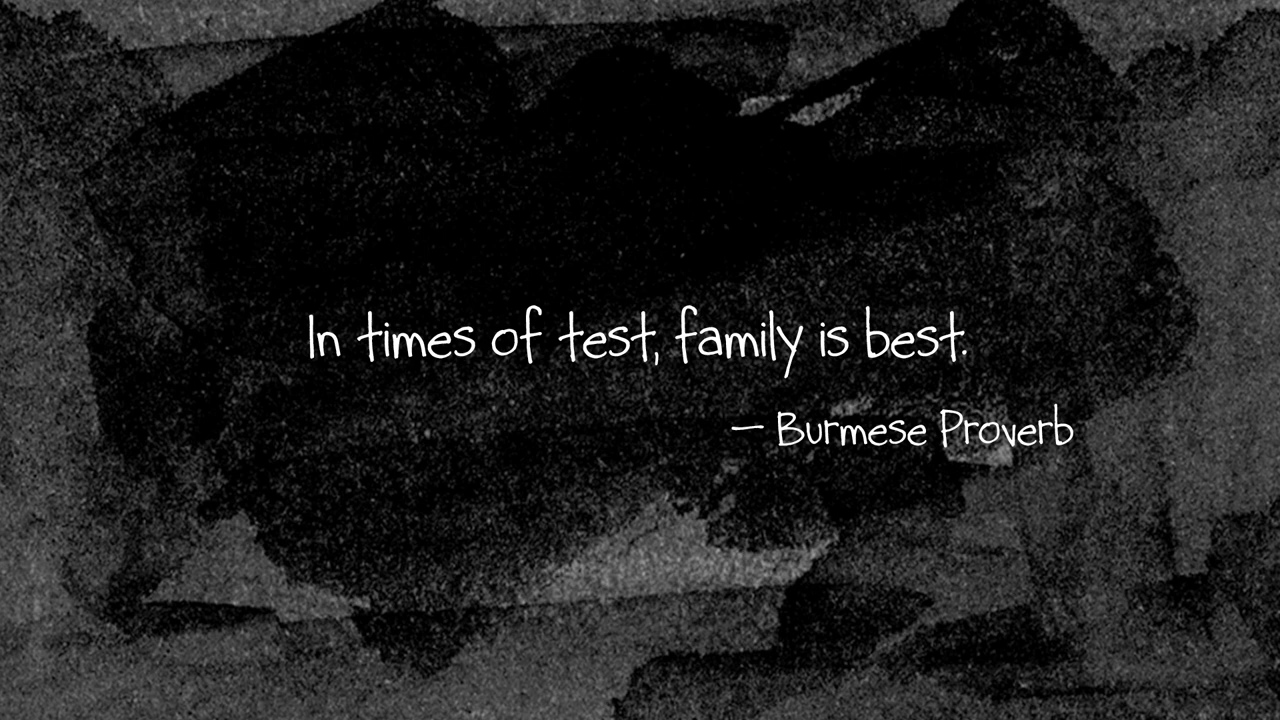 In times of test, family is best.
— Burmese Proverb